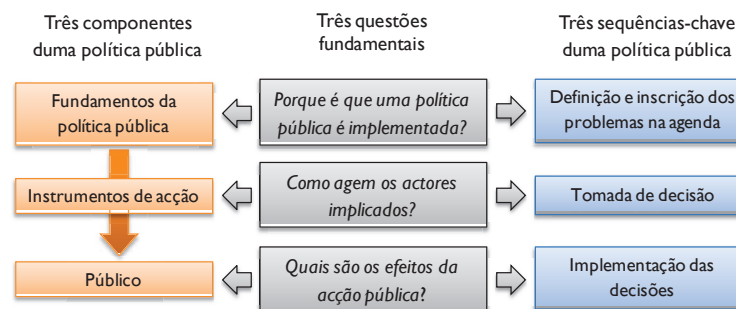 Três componentes
duma política pública
Três questões
fundamentais
Três sequências-chave
duma política pública
Fundamentos da
política pública
Porque é que uma política
pública é implementada?
Definição e inscrição dos
problemas na agenda
Instrumentos de acção
Como agem os actores
implicados?
Tomada de decisão
Público
Quais são os efeitos da
acção pública?
Implementação das
decisões